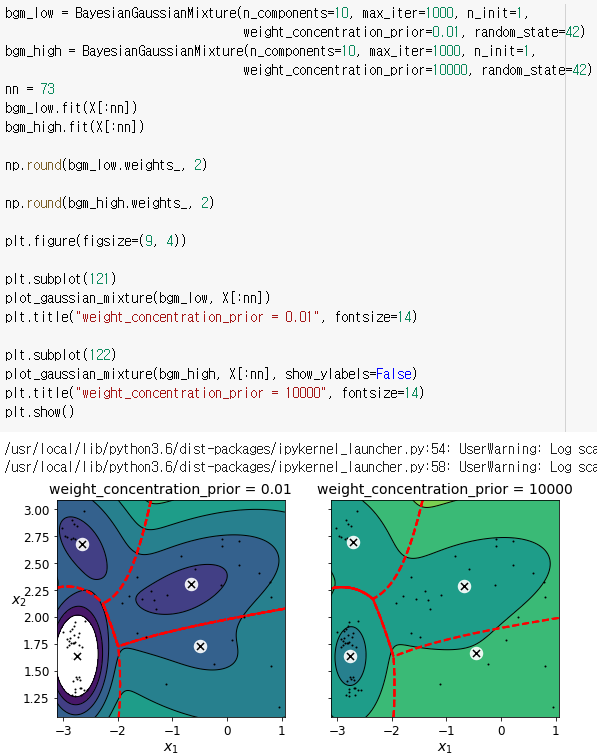 bgm_low = BayesianGaussianMixture(n_components=10, max_iter=1000, n_init=1,
weight_concentration_prior=0.01, random_state=42)
bgm_high = BayesianGaussianMixture(n_components=10, max_iter=1000, n_init=1,
weight_concentration_prior=10000, random_state=42)
nn = 73
bgm_low.fit(X[:nn])
bgm_high.fit(X[:nn])
np.round(bgm_low.weights_, 2)
np.round(bgm_high.weights_, 2)
plt.figure(figsize=(9, 4))
plt.subplot(121)
plot_gaussian_mixture(bgm_low, X[:nn])
plt.title("weight_concentration_prior = 0.01", fontsize=14)
plt.subplot(122)
plot_gaussian_mixture(bgm_high, X[:nn], show_ylabels=False)
plt.title("weight_concentration_prior = 10000", fontsize=14)
plt.show()
/usr/local/lib/python3.6/dist-packages/ipykernel_launcher.py:54: UserWarning: Log sca
/usr/local/lib/python3.6/dist-packages/ipykernel_launcher.py:58: UserWarning: Log sca
weight_concentration_prior = 0.01 weight_concentration_prior = 10000
3.00
2.75
2.50
2.25
x2 2.00
1.75
1.50
1.25
−3 −2 −1 0 1 −3 −2 −1 0 1
x1 x1